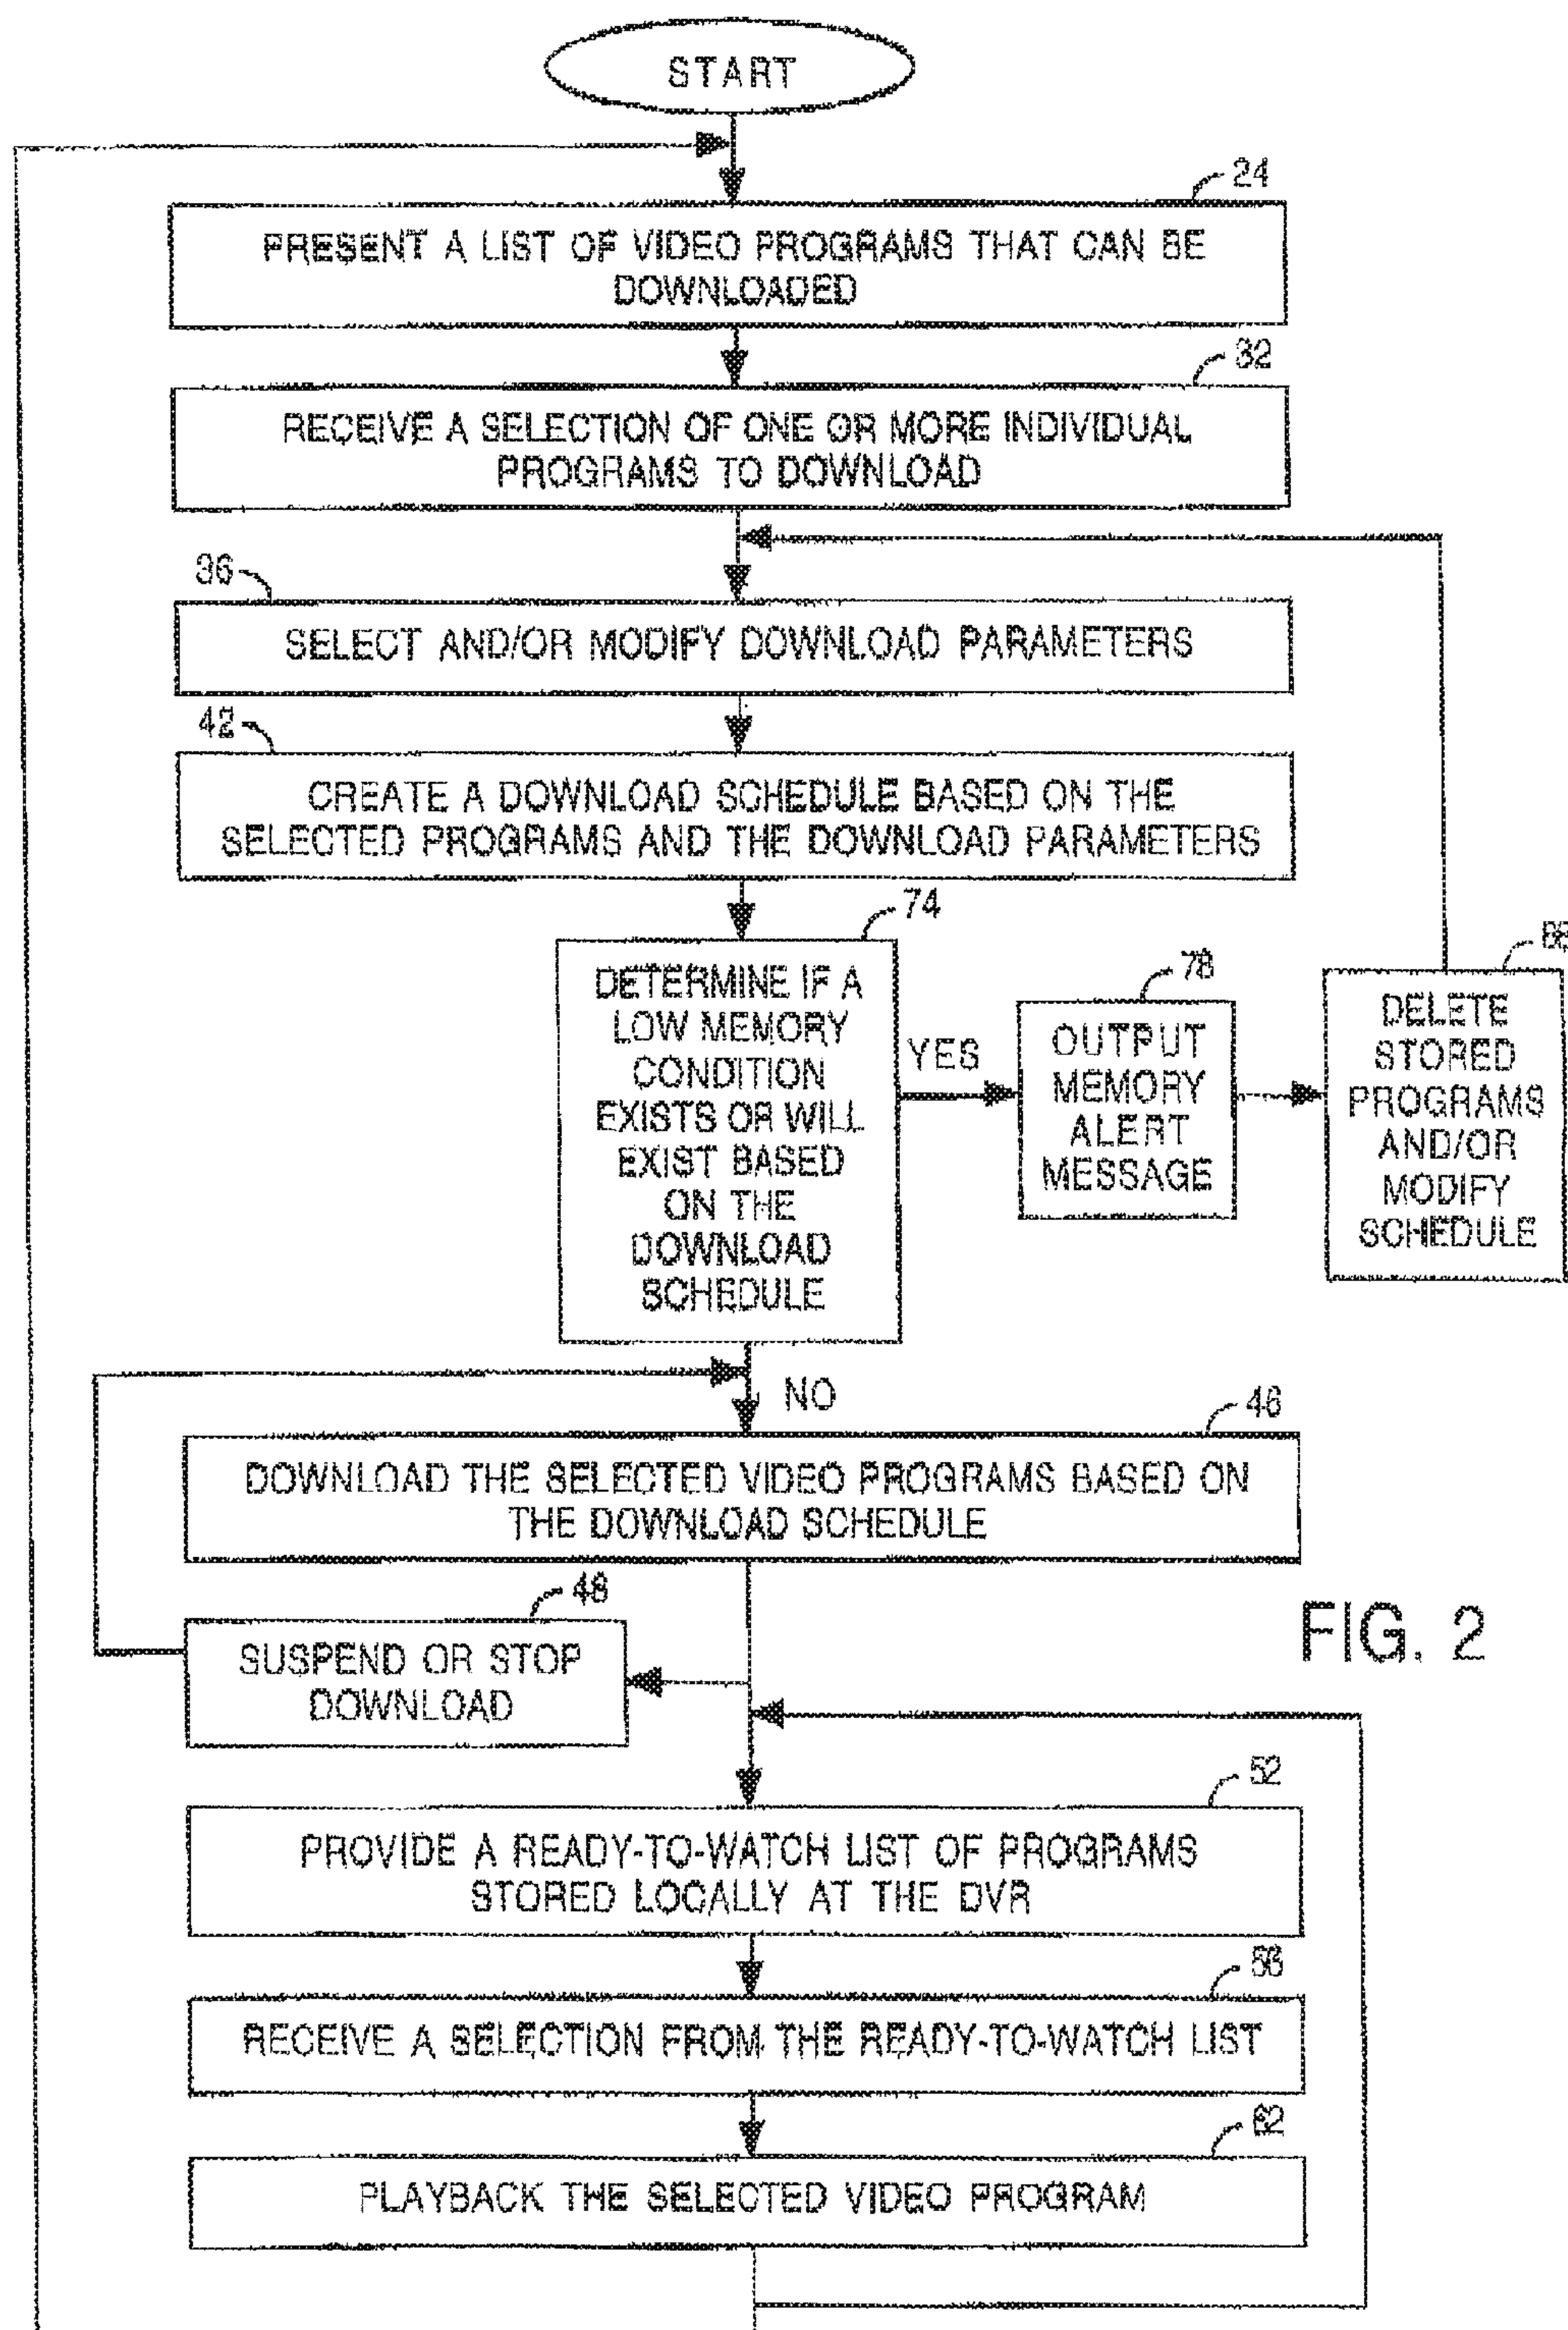 START
24
PRESENT A LIST OF VIDEO PROGRAMS THAT CAN BE
DOWNLOADED
32
RECEIVE A SELECTION OF ONE OR MORE INDIVIDUAL
PROGRAMS TO DOWNLOAD
36
SELECT AND/OR MODIFY DOWNLOAD PARAMETERS
42
CREATE A DOWNLOAD SCHEDULE BASED ON THE
SELECTED PROGRAMS AND THE DOWNLOAD PARAMETERS
74
DETERMINE IF A
LOW MEMORY
CONDITION
EXISTS OR WILL
EXIST BASED
ON THE
DOWNLOAD
SCHEDULE
YES
78
OUTPUT
MEMORY
ALERT
MESSAGE
DELETE
STORED
PROGRAMS
AND/OR
MODIFY
SCHEDULE
NO
46
DOWNLOAD THE SELECTED VIDEO PROGRAMS BASED ON
THE DOWNLOAD SCHEDULE
48
SUSPEND OR STOP
DOWNLOAD
FIG. 2
52
PROVIDE A READY-TO-WATCH LIST OF PROGRAMS
STORED LOCALLY AT THE DVR
56
RECEIVE A SELECTION FROM THE READY-TO-WATCH LIST
62
PLAYBACK THE SELECTED VIDEO PROGRAM